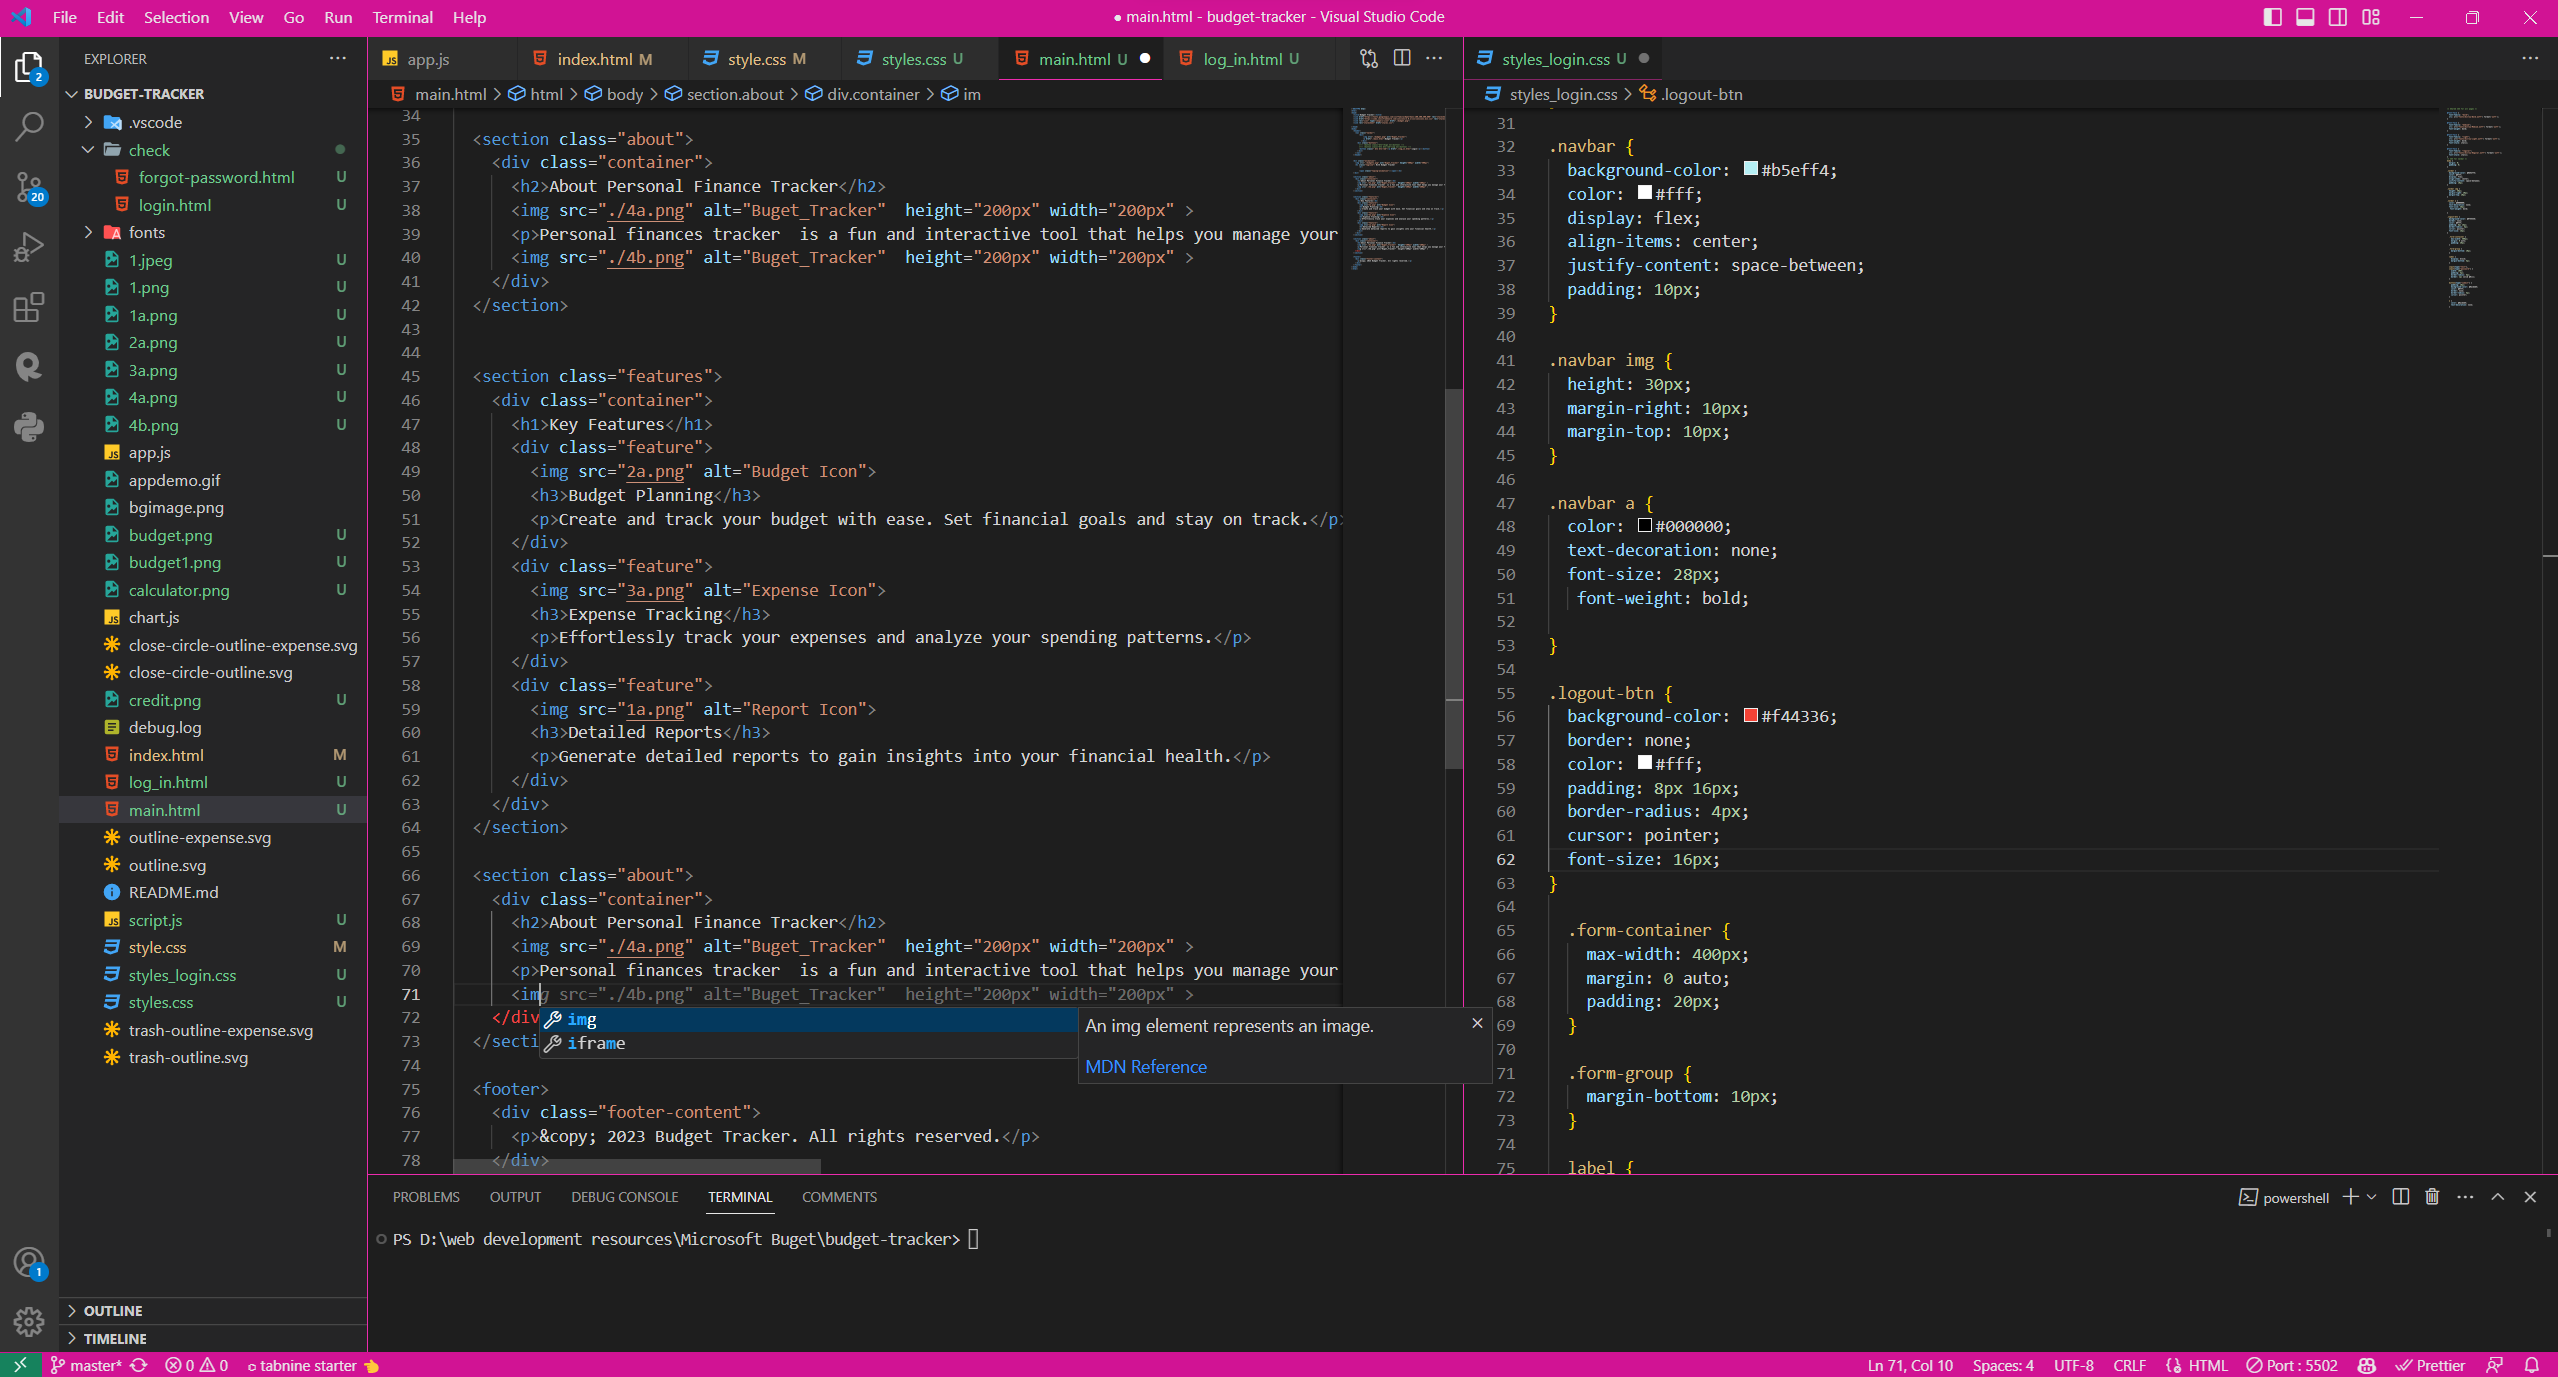 File Edit Selection View Go Run Terminal Help
● main.html - budget-tracker - Visual Studio Code
EXPLORER
BUDGET-TRACKER
.vscode
check
forgot-password.html U
login.html U
fonts
1.jpeg U
1.png U
1a.png U
2a.png U
3a.png U
4a.png U
4b.png U
app.js
appdemo.gif
bgimage.png
budget.png U
budget1.png U
calculator.png U
chart.js
close-circle-outline-expense.svg
close-circle-outline.svg
credit.png U
debug.log
index.html M
log_in.html U
main.html U
outline-expense.svg
outline.svg
README.md
script.js U
style.css M
styles_login.css U
styles.css U
trash-outline-expense.svg
trash-outline.svg
OUTLINE
TIMELINE
2
20
1
app.js index.html M style.css M styles.css U main.html U log_in.html U
main.html > html > body > section.about > div.container > im
34
35 <section class="about">
36 <div class="container">
37 <h2>About Personal Finance Tracker</h2>
38 <img src="./4a.png" alt="Buget_Tracker"  height="200px" width="200px" >
39 <p>Personal finances tracker  is a fun and interactive tool that helps you manage your
40 <img src="./4b.png" alt="Buget_Tracker"  height="200px" width="200px" >
41 </div>
42 </section>
43
44
45 <section class="features">
46 <div class="container">
47 <h1>Key Features</h1>
48 <div class="feature">
49 <img src="2a.png" alt="Budget Icon">
50 <h3>Budget Planning</h3>
51 <p>Create and track your budget with ease. Set financial goals and stay on track.</p>
52 </div>
53 <div class="feature">
54 <img src="3a.png" alt="Expense Icon">
55 <h3>Expense Tracking</h3>
56 <p>Effortlessly track your expenses and analyze your spending patterns.</p>
57 </div>
58 <div class="feature">
59 <img src="1a.png" alt="Report Icon">
60 <h3>Detailed Reports</h3>
61 <p>Generate detailed reports to gain insights into your financial health.</p>
62 </div>
63 </div>
64 </section>
65
66 <section class="about">
67 <div class="container">
68 <h2>About Personal Finance Tracker</h2>
69 <img src="./4a.png" alt="Buget_Tracker"  height="200px" width="200px" >
70 <p>Personal finances tracker  is a fun and interactive tool that helps you manage your
71 <img src="./4b.png" alt="Buget_Tracker"  height="200px" width="200px" >
72 </div
73 </secti
74
75 <footer>
76 <div class="footer-content">
77 <p>&copy; 2023 Budget Tracker. All rights reserved.</p>
78 </div>
img
iframe
An img element represents an image.
MDN Reference
styles_login.css U
styles_login.css > .logout-btn
31
32 .navbar {
33 background-color: #b5eff4;
34 color: #fff;
35 display: flex;
36 align-items: center;
37 justify-content: space-between;
38 padding: 10px;
39 }
40
41 .navbar img {
42 height: 30px;
43 margin-right: 10px;
44 margin-top: 10px;
45 }
46
47 .navbar a {
48 color: #000000;
49 text-decoration: none;
50 font-size: 28px;
51 font-weight: bold;
52
53 }
54
55 .logout-btn {
56 background-color: #f44336;
57 border: none;
58 color: #fff;
59 padding: 8px 16px;
60 border-radius: 4px;
61 cursor: pointer;
62 font-size: 16px;
63 }
64
65 .form-container {
66 max-width: 400px;
67 margin: 0 auto;
68 padding: 20px;
69 }
70
71 .form-group {
72 margin-bottom: 10px;
73 }
74
75 label {
PROBLEMS OUTPUT DEBUG CONSOLE TERMINAL COMMENTS
powershell
PS D:\web development resources\Microsoft Buget\budget-tracker>
master* 0 0 tabnine starter
Ln 71, Col 10 Spaces: 4 UTF-8 CRLF HTML Port : 5502 Prettier